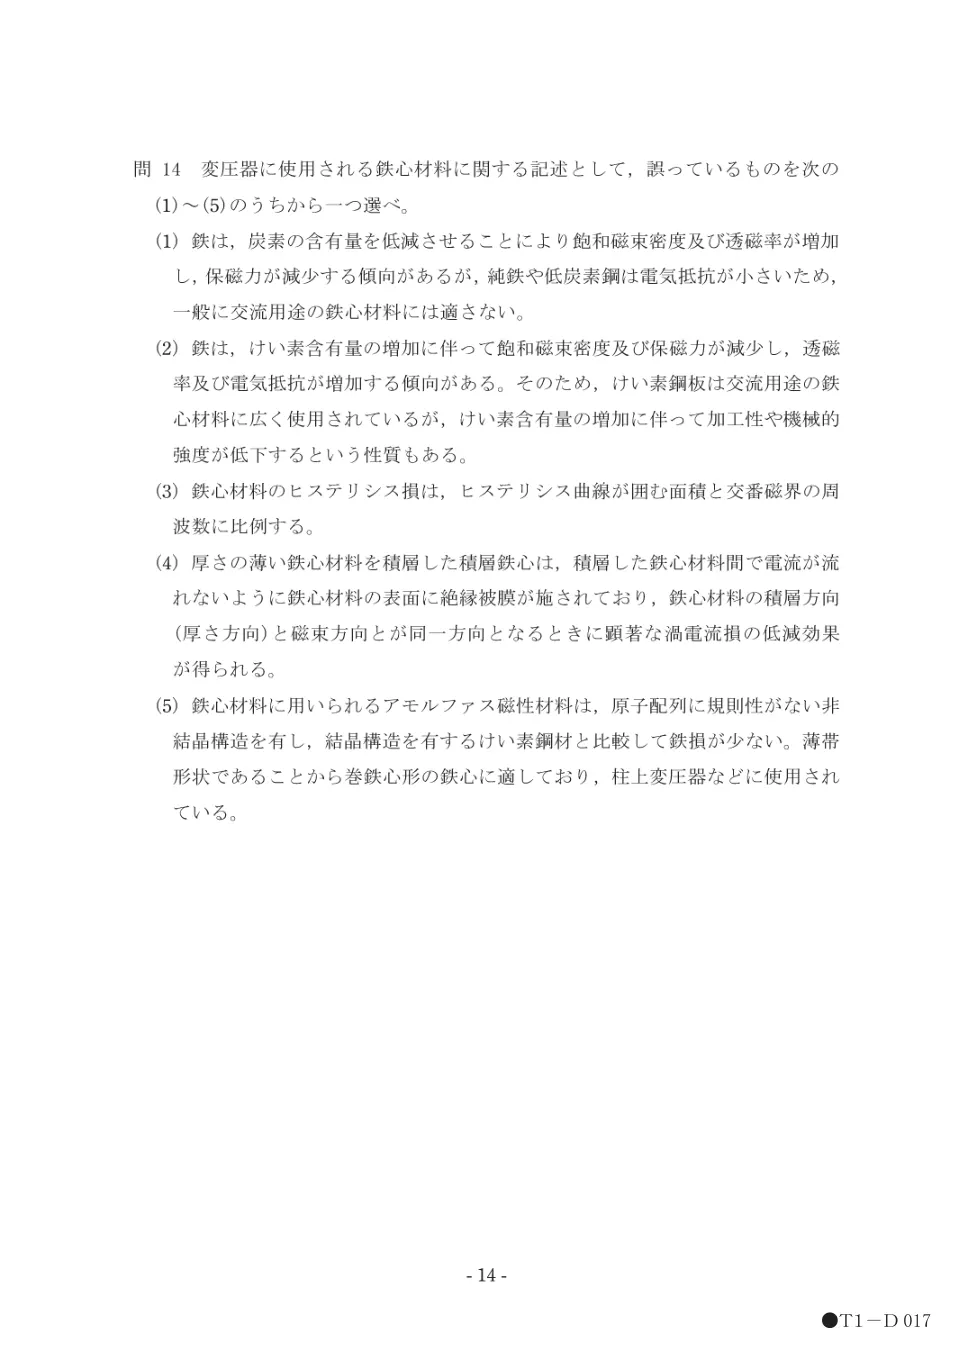 問 14　変圧器に使用される鉄心材料に関する記述として，誤っているものを次の
(1)～(5)のうちから一つ選べ。
(1) 鉄は，炭素の含有量を低減させることにより飽和磁束密度及び透磁率が増加
し，保磁力が減少する傾向があるが，純鉄や低炭素鋼は電気抵抗が小さいため，
一般に交流用途の鉄心材料には適さない。
(2) 鉄は，けい素含有量の増加に伴って飽和磁束密度及び保磁力が減少し，透磁
率及び電気抵抗が増加する傾向がある。そのため，けい素鋼板は交流用途の鉄
心材料に広く使用されているが，けい素含有量の増加に伴って加工性や機械的
強度が低下するという性質もある。
(3) 鉄心材料のヒステリシス損は，ヒステリシス曲線が囲む面積と交番磁界の周
波数に比例する。
(4) 厚さの薄い鉄心材料を積層した積層鉄心は，積層した鉄心材料間で電流が流
れないように鉄心材料の表面に絶縁被膜が施されており，鉄心材料の積層方向
(厚さ方向)と磁束方向とが同一方向となるときに顕著な渦電流損の低減効果
が得られる。
(5) 鉄心材料に用いられるアモルファス磁性材料は，原子配列に規則性がない非
結晶構造を有し，結晶構造を有するけい素鋼材と比較して鉄損が少ない。薄帯
形状であることから巻鉄心形の鉄心に適しており，柱上変圧器などに使用され
ている。
- 14 -
●T1－D 017